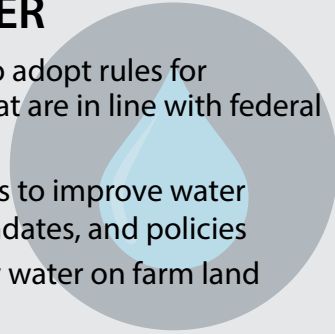 ER
o adopt rules for
at are in line with federal
s to improve water
dates, and policies
water on farm land